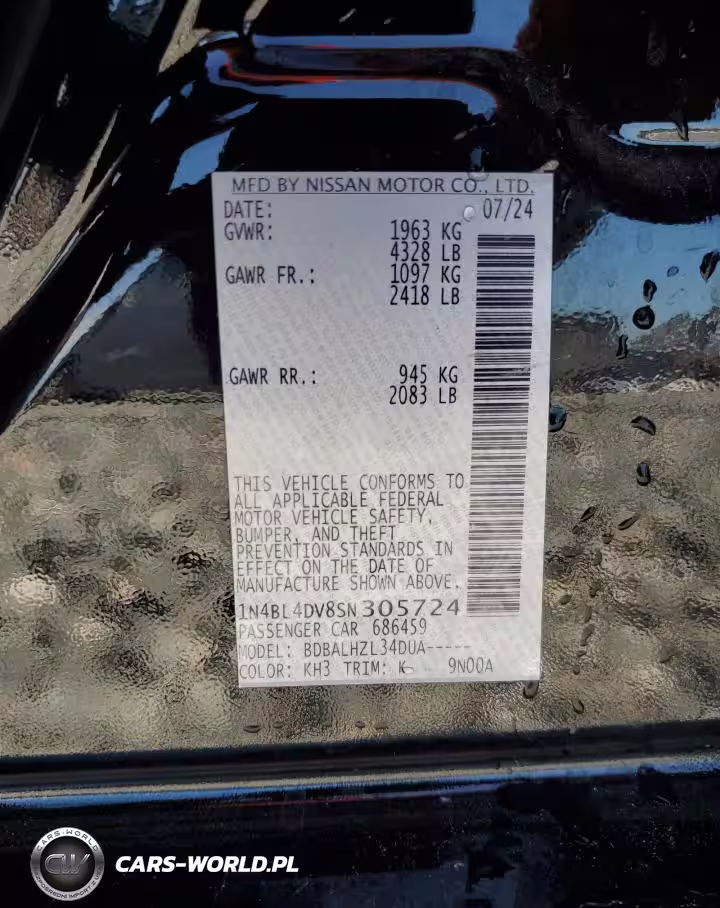 MFD BY NISSAN MOTOR CO., LTD.
DATE: 07/24
GVWR: 1963 KG
4328 LB
GAWR FR.: 1097 KG
2418 LB
GAWR RR.: 945 KG
2083 LB
THIS VEHICLE CONFORMS TO
ALL APPLICABLE FEDERAL
MOTOR VEHICLE SAFETY,
BUMPER, AND THEFT
PREVENTION STANDARDS IN
EFFECT ON THE DATE OF
MANUFACTURE SHOWN ABOVE.
1N4BL4DV8SN305724
PASSENGER CAR 686459
MODEL: BDBALHZL34DUA-----
COLOR: KH3 TRIM: K- 9N00A
CARS-WORLD
CW
CARS-WORLD.PL